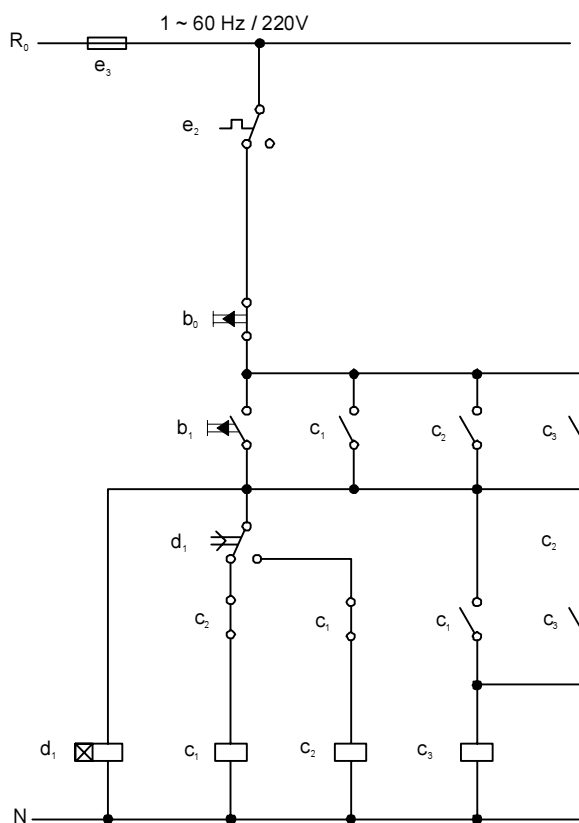 1 ~ 60 Hz / 220V
R₀
e₃
e₂
b₀
b₁ c₁ c₂ c₃
d₁ c₂
c₂ c₁ c₁ c₃
d₁ c₁ c₂ c₃
N